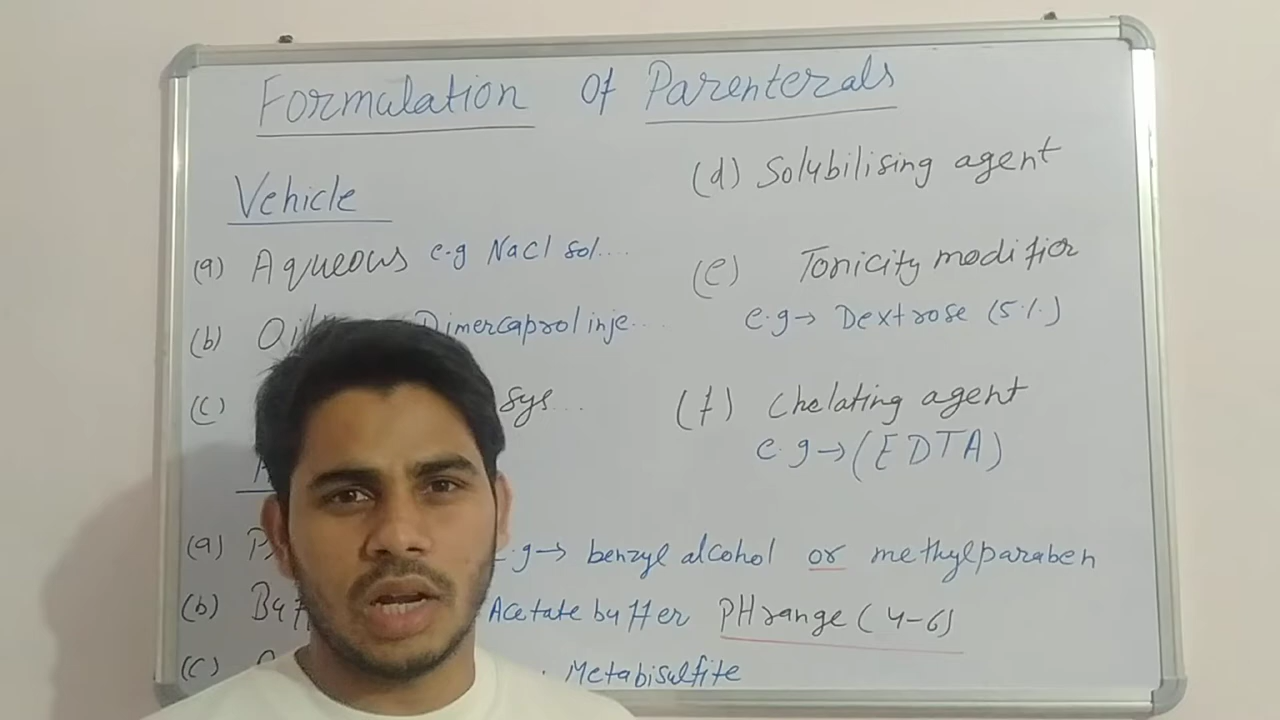 Formulation of Parenterals
Vehicle
(a) Aqueous e.g NaCl sol....
(b) Dimercaprol inje....
(c) Sys...
(a) e.g → benzyl alcohol or methylparaben
(b) Acetate buffer PH range (4-6)
(c) Metabisulfite
(d) Solubilising agent
(e) Tonicity modifier
e.g → Dextrose (5%)
(f) Chelating agent
e.g → (EDTA)